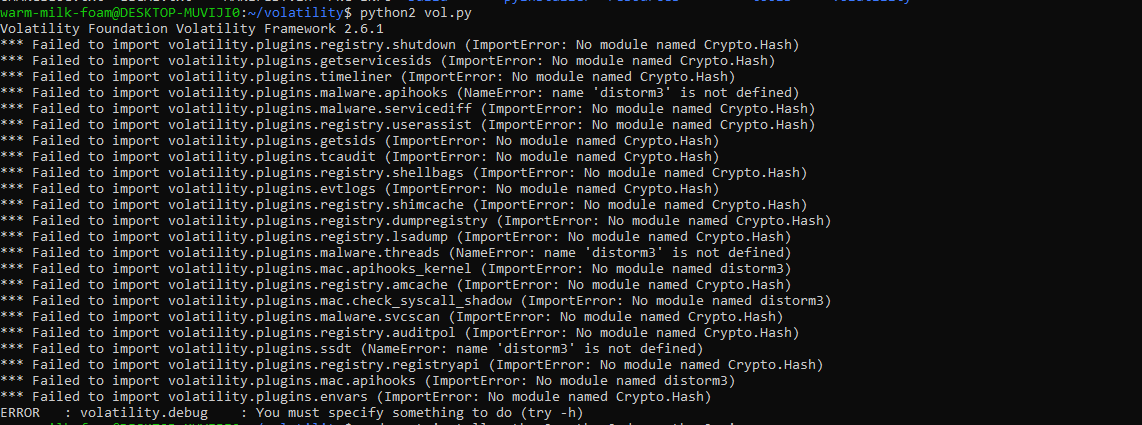 warm-milk-foam@DESKTOP-MUVIJI0:~/volatility$ python2 vol.py
Volatility Foundation Volatility Framework 2.6.1
*** Failed to import volatility.plugins.registry.shutdown (ImportError: No module named Crypto.Hash)
*** Failed to import volatility.plugins.getservicesids (ImportError: No module named Crypto.Hash)
*** Failed to import volatility.plugins.timeliner (ImportError: No module named Crypto.Hash)
*** Failed to import volatility.plugins.malware.apihooks (NameError: name 'distorm3' is not defined)
*** Failed to import volatility.plugins.malware.servicediff (ImportError: No module named Crypto.Hash)
*** Failed to import volatility.plugins.registry.userassist (ImportError: No module named Crypto.Hash)
*** Failed to import volatility.plugins.getsids (ImportError: No module named Crypto.Hash)
*** Failed to import volatility.plugins.tcaudit (ImportError: No module named Crypto.Hash)
*** Failed to import volatility.plugins.registry.shellbags (ImportError: No module named Crypto.Hash)
*** Failed to import volatility.plugins.evtlogs (ImportError: No module named Crypto.Hash)
*** Failed to import volatility.plugins.registry.shimcache (ImportError: No module named Crypto.Hash)
*** Failed to import volatility.plugins.registry.dumpregistry (ImportError: No module named Crypto.Hash)
*** Failed to import volatility.plugins.registry.lsadump (ImportError: No module named Crypto.Hash)
*** Failed to import volatility.plugins.malware.threads (NameError: name 'distorm3' is not defined)
*** Failed to import volatility.plugins.mac.apihooks_kernel (ImportError: No module named distorm3)
*** Failed to import volatility.plugins.registry.amcache (ImportError: No module named Crypto.Hash)
*** Failed to import volatility.plugins.mac.check_syscall_shadow (ImportError: No module named distorm3)
*** Failed to import volatility.plugins.malware.svcscan (ImportError: No module named Crypto.Hash)
*** Failed to import volatility.plugins.registry.auditpol (ImportError: No module named Crypto.Hash)
*** Failed to import volatility.plugins.ssdt (NameError: name 'distorm3' is not defined)
*** Failed to import volatility.plugins.registry.registryapi (ImportError: No module named Crypto.Hash)
*** Failed to import volatility.plugins.mac.apihooks (ImportError: No module named distorm3)
*** Failed to import volatility.plugins.envars (ImportError: No module named Crypto.Hash)
ERROR   : volatility.debug    : You must specify something to do (try -h)